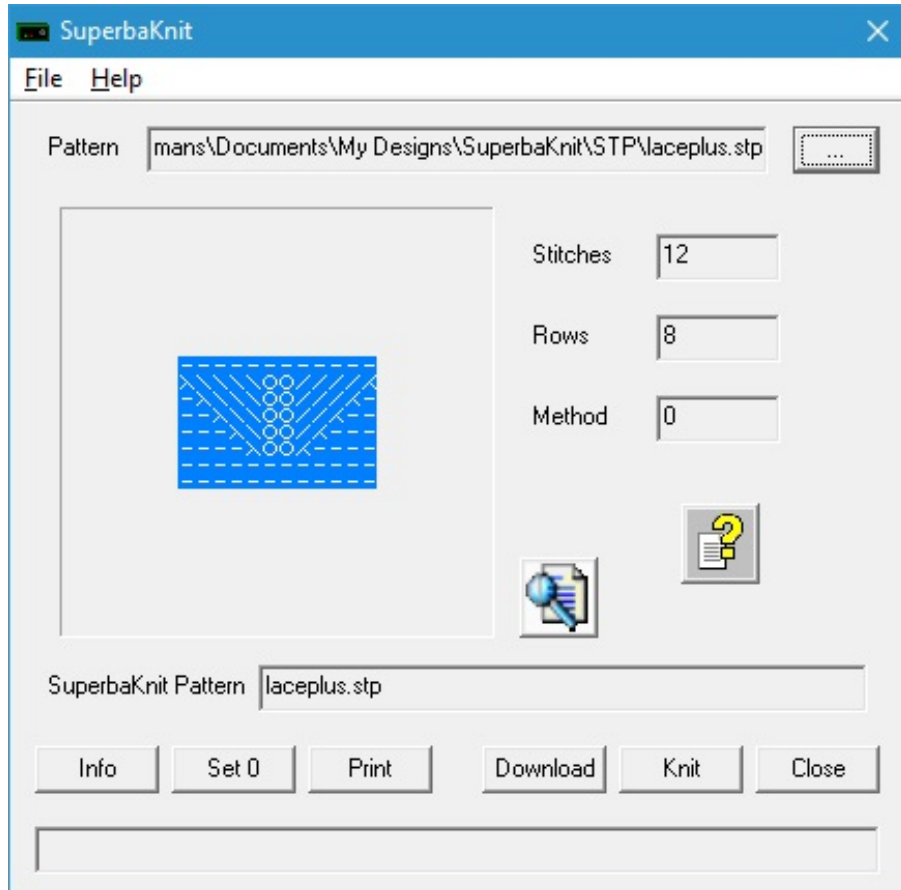 SuperbaKnit
File Help
Pattern mans\Documents\My Designs\SuperbaKnit\STP\laceplus.stp ...
Stitches 12
Rows 8
Method 0
SuperbaKnit Pattern laceplus.stp
Info Set 0 Print Download Knit Close